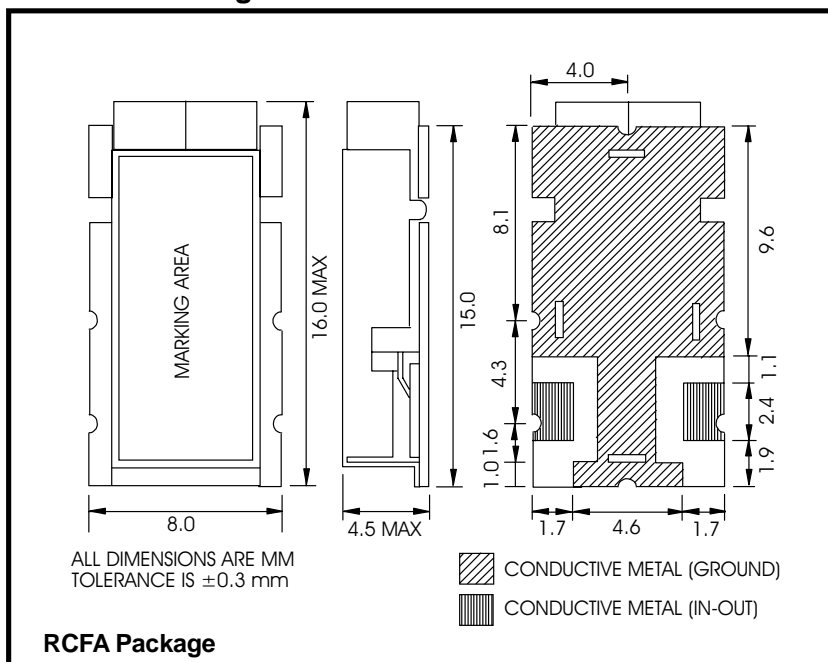 MARKING AREA
16.0 MAX
8.0
15.0
4.5 MAX
4.0
8.1
4.3
1.6
1.0
9.6
1.1
2.4
1.9
1.7
4.6
1.7
ALL DIMENSIONS ARE MM
TOLERANCE IS ±0.3 mm
CONDUCTIVE METAL (GROUND)
CONDUCTIVE METAL (IN-OUT)
RCFA Package